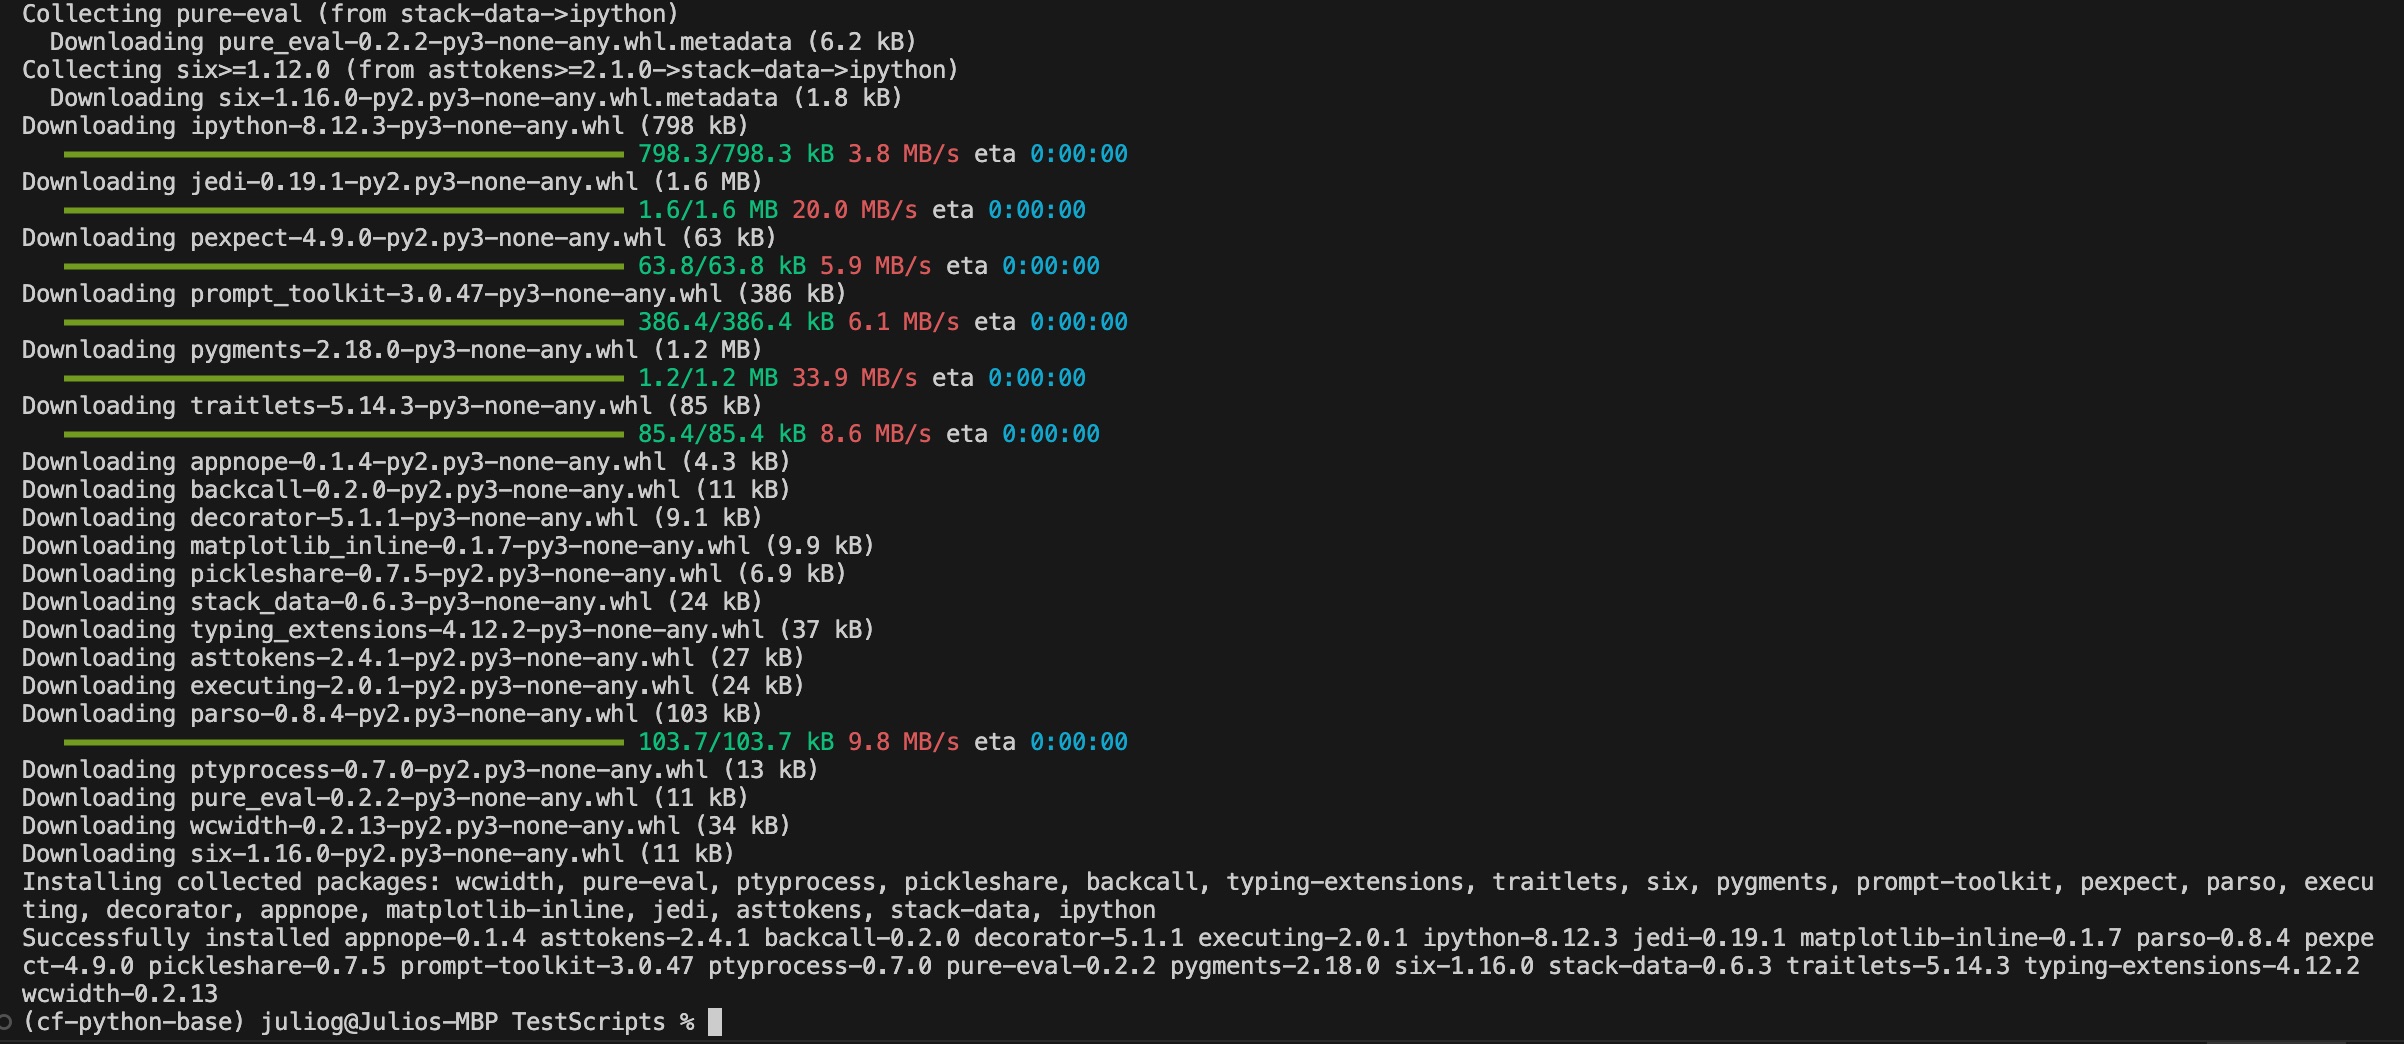 Collecting pure-eval (from stack-data->ipython)
  Downloading pure_eval-0.2.2-py3-none-any.whl.metadata (6.2 kB)
Collecting six>=1.12.0 (from asttokens>=2.1.0->stack-data->ipython)
  Downloading six-1.16.0-py2.py3-none-any.whl.metadata (1.8 kB)
Downloading ipython-8.12.3-py3-none-any.whl (798 kB)
798.3/798.3 kB 3.8 MB/s eta 0:00:00
Downloading jedi-0.19.1-py2.py3-none-any.whl (1.6 MB)
1.6/1.6 MB 20.0 MB/s eta 0:00:00
Downloading pexpect-4.9.0-py2.py3-none-any.whl (63 kB)
63.8/63.8 kB 5.9 MB/s eta 0:00:00
Downloading prompt_toolkit-3.0.47-py3-none-any.whl (386 kB)
386.4/386.4 kB 6.1 MB/s eta 0:00:00
Downloading pygments-2.18.0-py3-none-any.whl (1.2 MB)
1.2/1.2 MB 33.9 MB/s eta 0:00:00
Downloading traitlets-5.14.3-py3-none-any.whl (85 kB)
85.4/85.4 kB 8.6 MB/s eta 0:00:00
Downloading appnope-0.1.4-py2.py3-none-any.whl (4.3 kB)
Downloading backcall-0.2.0-py2.py3-none-any.whl (11 kB)
Downloading decorator-5.1.1-py3-none-any.whl (9.1 kB)
Downloading matplotlib_inline-0.1.7-py3-none-any.whl (9.9 kB)
Downloading pickleshare-0.7.5-py2.py3-none-any.whl (6.9 kB)
Downloading stack_data-0.6.3-py3-none-any.whl (24 kB)
Downloading typing_extensions-4.12.2-py3-none-any.whl (37 kB)
Downloading asttokens-2.4.1-py2.py3-none-any.whl (27 kB)
Downloading executing-2.0.1-py2.py3-none-any.whl (24 kB)
Downloading parso-0.8.4-py2.py3-none-any.whl (103 kB)
103.7/103.7 kB 9.8 MB/s eta 0:00:00
Downloading ptyprocess-0.7.0-py2.py3-none-any.whl (13 kB)
Downloading pure_eval-0.2.2-py3-none-any.whl (11 kB)
Downloading wcwidth-0.2.13-py2.py3-none-any.whl (34 kB)
Downloading six-1.16.0-py2.py3-none-any.whl (11 kB)
Installing collected packages: wcwidth, pure-eval, ptyprocess, pickleshare, backcall, typing-extensions, traitlets, six, pygments, prompt-toolkit, pexpect, parso, execu
ting, decorator, appnope, matplotlib-inline, jedi, asttokens, stack-data, ipython
Successfully installed appnope-0.1.4 asttokens-2.4.1 backcall-0.2.0 decorator-5.1.1 executing-2.0.1 ipython-8.12.3 jedi-0.19.1 matplotlib-inline-0.1.7 parso-0.8.4 pexpe
ct-4.9.0 pickleshare-0.7.5 prompt-toolkit-3.0.47 ptyprocess-0.7.0 pure-eval-0.2.2 pygments-2.18.0 six-1.16.0 stack-data-0.6.3 traitlets-5.14.3 typing-extensions-4.12.2
wcwidth-0.2.13
(cf-python-base) juliog@Julios-MBP TestScripts %